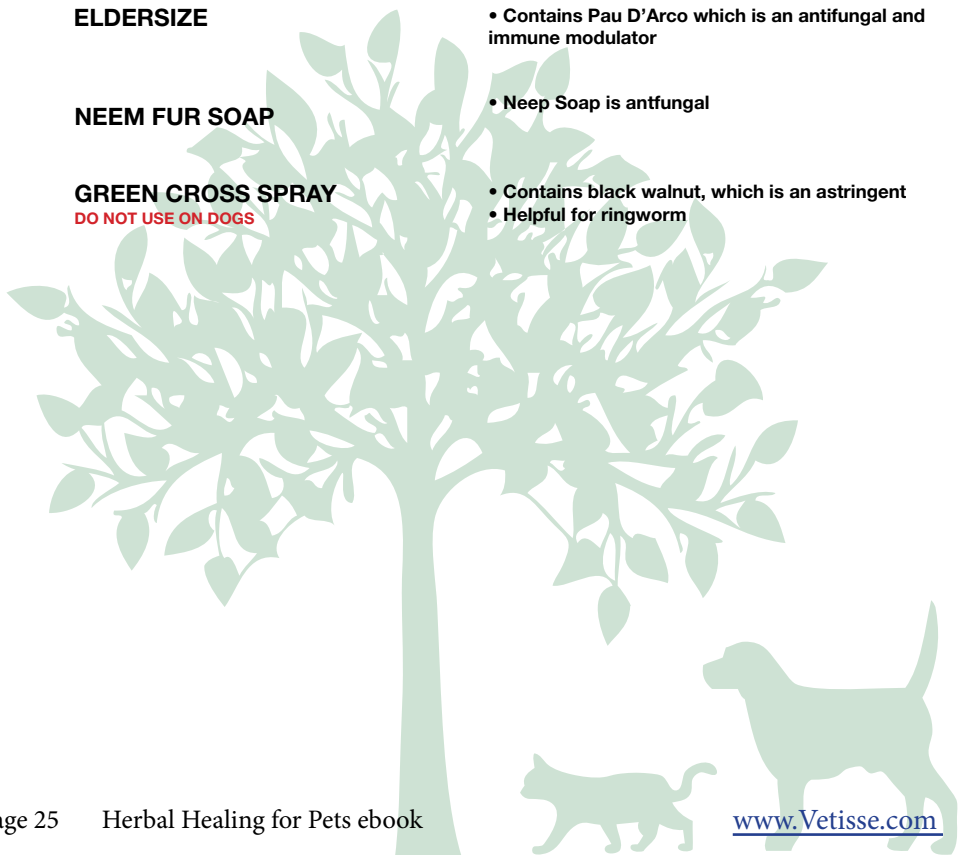 ELDERSIZE
• Contains Pau D’Arco which is an antifungal and
immune modulator
NEEM FUR SOAP
• Neep Soap is antfungal
GREEN CROSS SPRAY
DO NOT USE ON DOGS
• Contains black walnut, which is an astringent
• Helpful for ringworm
age 25 Herbal Healing for Pets ebook www.Vetisse.com